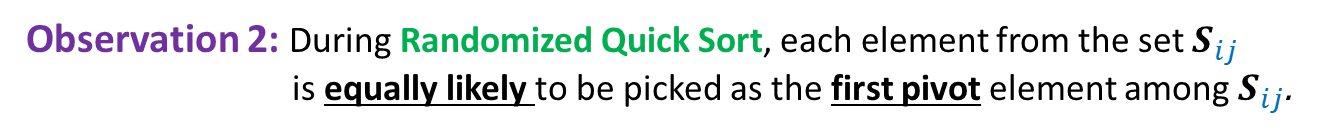 Observation 2: During Randomized Quick Sort, each element from the set S_ij
is equally likely to be picked as the first pivot element among S_ij.